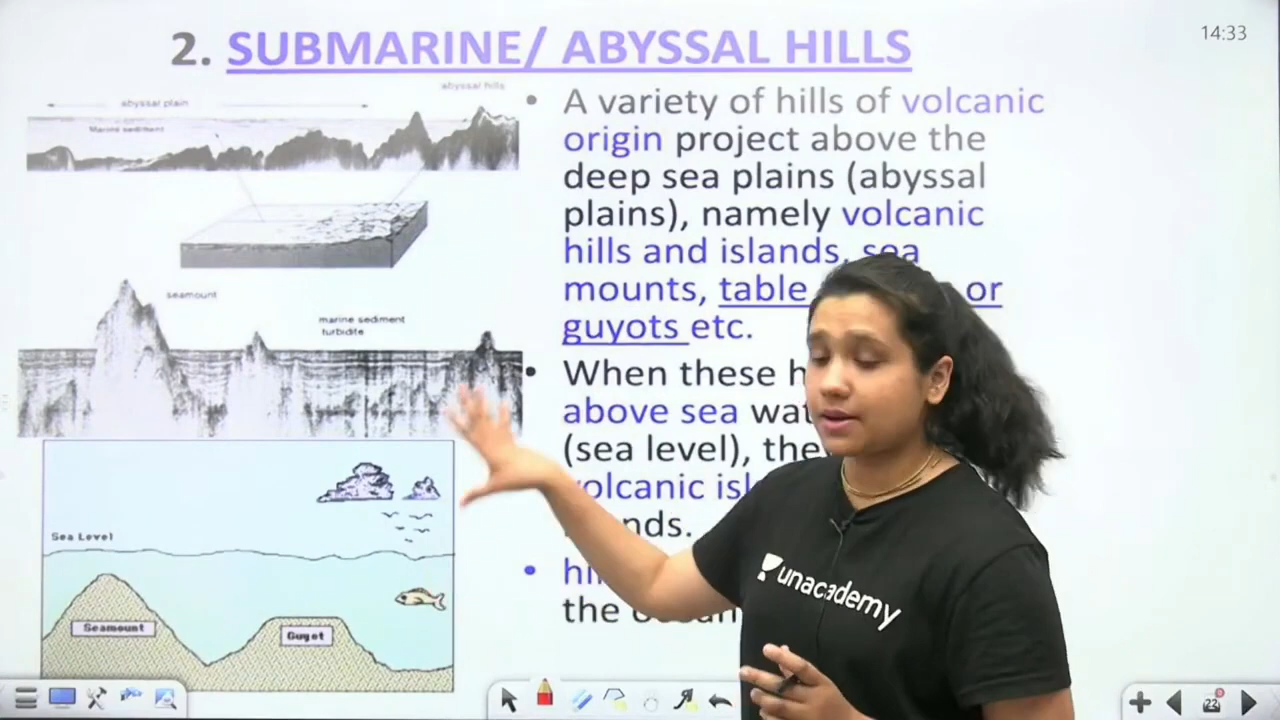 2. SUBMARINE/ ABYSSAL HILLS
14:33
abyssal hills
abyssal plain
Marine sediment
seamount
marine sediment
turbidite
Sea Level
Seamount
Guyot
• A variety of hills of volcanic
origin project above the
deep sea plains (abyssal
plains), namely volcanic
hills and islands, sea
mounts, table or
guyots etc.
• When these h
above sea wat
(sea level), the
volcanic isl
nds.
• hil
the ocean
unacademy
22